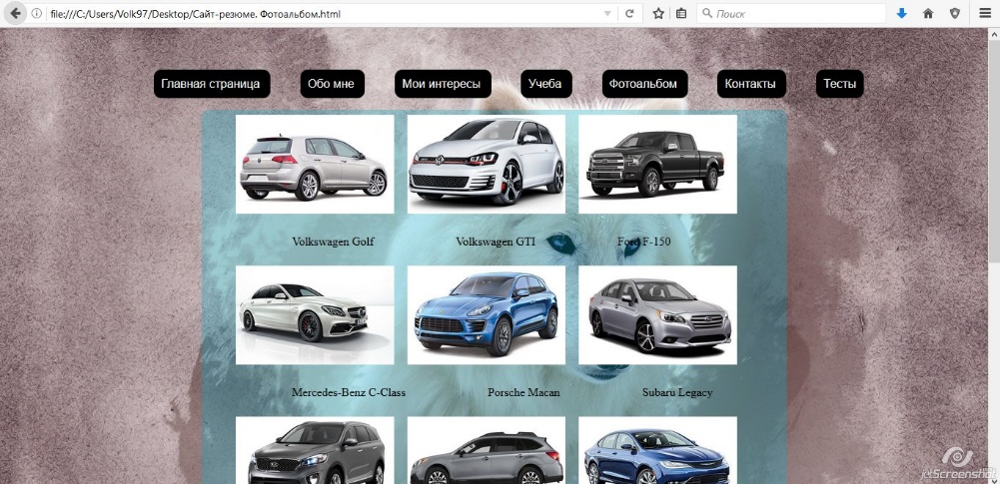 file:///C:/Users/Volk97/Desktop/Сайт-резюме. Фотоальбом.html
Поиск
Главная страница Обо мне Мои интересы Учеба Фотоальбом Контакты Тесты
Volkswagen Golf Volkswagen GTI Ford F-150
Mercedes-Benz C-Class Porsche Macan Subaru Legacy
jetScreenshot